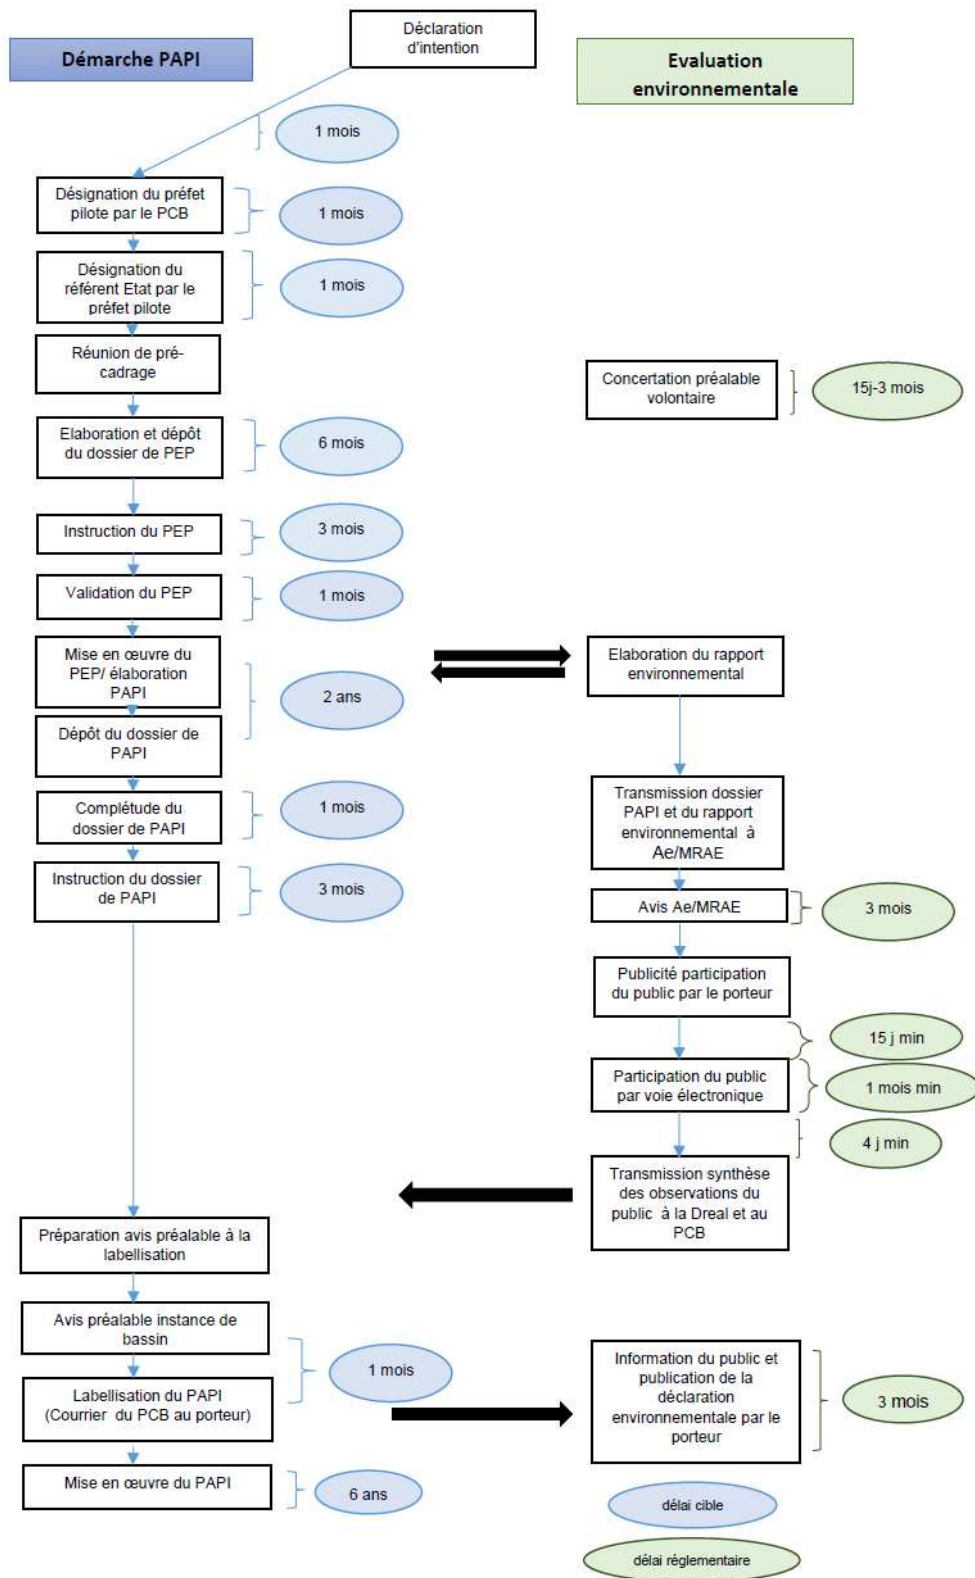 Déclaration
d'intention
Démarche PAPI
Evaluation
environnementale
1 mois
Désignation du préfet
pilote par le PCB
1 mois
Désignation du
référent Etat par le
préfet pilote
1 mois
Réunion de pré-
cadrage
Concertation préalable
volontaire
15j-3 mois
Elaboration et dépôt
du dossier de PEP
6 mois
Instruction du PEP
3 mois
Validation du PEP
1 mois
Mise en œuvre du
PEP/ élaboration
PAPI
2 ans
Elaboration du rapport
environnemental
Dépôt du dossier de
PAPI
Complétude du
dossier de PAPI
1 mois
Transmission dossier
PAPI et du rapport
environnemental à
Ae/MRAE
Instruction du dossier
de PAPI
3 mois
Avis Ae/MRAE
3 mois
Publicité participation
du public par le porteur
15 j min
Participation du public
par voie électronique
1 mois min
4 j min
Transmission synthèse
des observations du
public à la Dreal et au
PCB
Préparation avis préalable à la
labellisation
Avis préalable instance de
bassin
1 mois
Labellisation du PAPI
(Courrier du PCB au porteur)
Information du public et
publication de la
déclaration
environnementale par le
porteur
3 mois
Mise en œuvre du PAPI
6 ans
délai cible
délai réglementaire